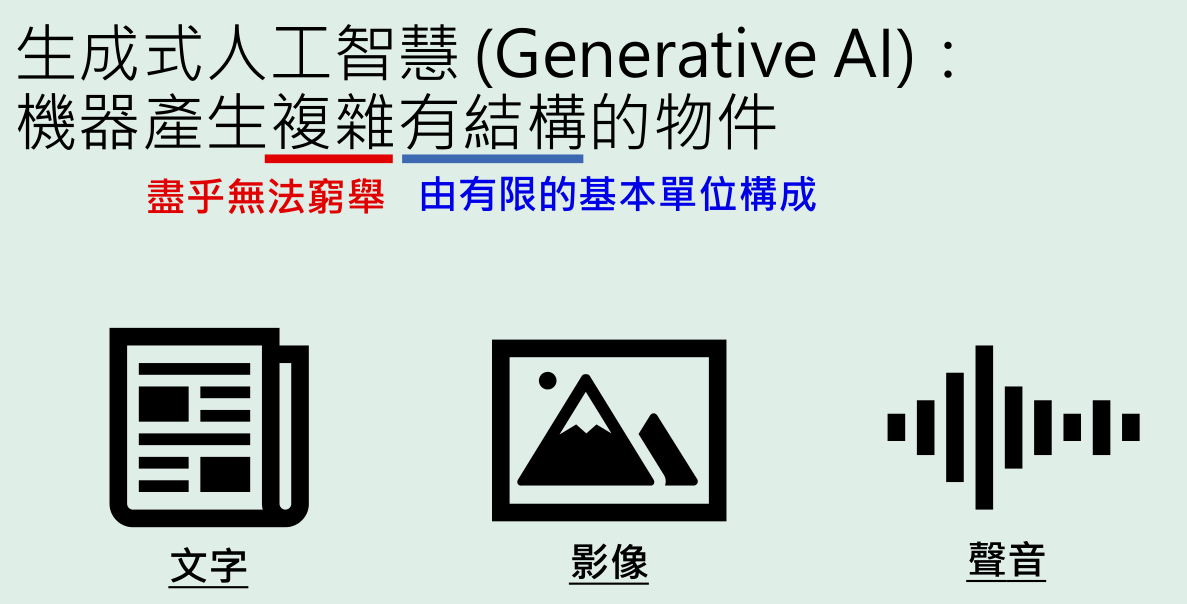 生成式人工智慧 (Generative AI)：
機器產生複雜有結構的物件
盡乎無法窮舉 由有限的基本單位構成
文字 影像 聲音